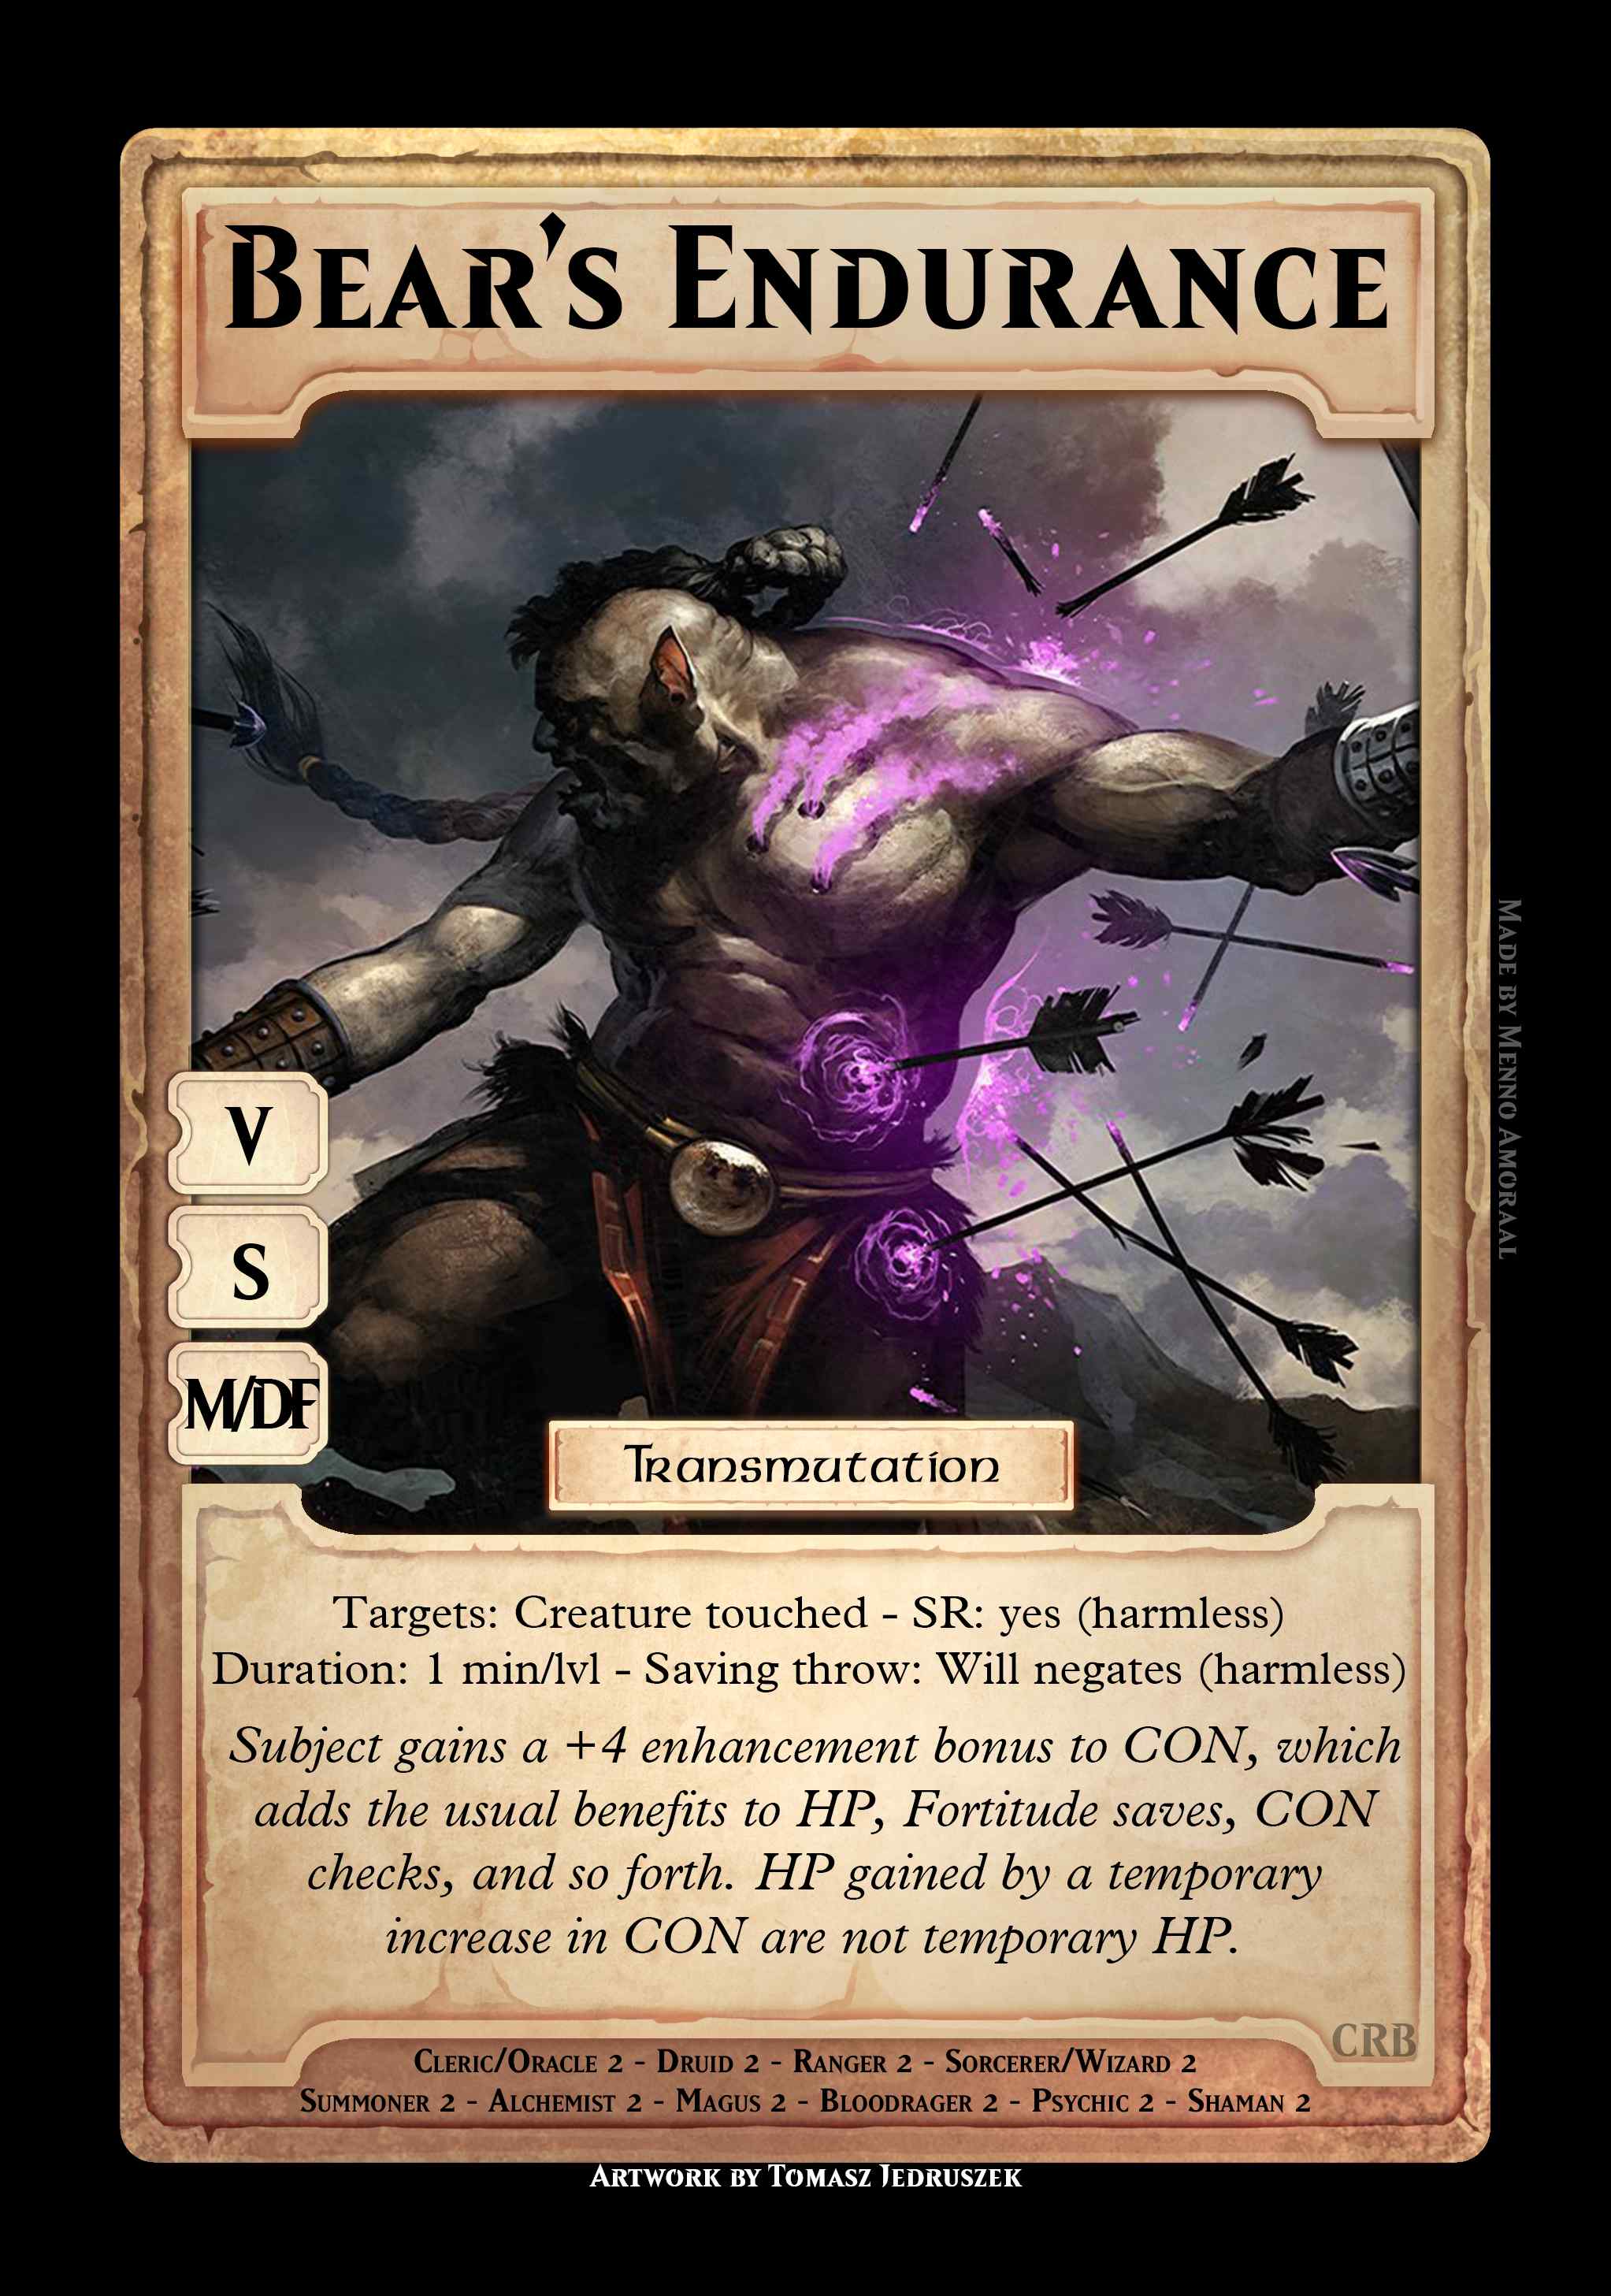 Bear's Endurance
V
S
M/DF
Transmutation
Targets: Creature touched - SR: yes (harmless)
Duration: 1 min/lvl - Saving throw: Will negates (harmless)
Subject gains a +4 enhancement bonus to CON, which
adds the usual benefits to HP, Fortitude saves, CON
checks, and so forth. HP gained by a temporary
increase in CON are not temporary HP.
CRB
Cleric/Oracle 2 - Druid 2 - Ranger 2 - Sorcerer/Wizard 2
Summoner 2 - Alchemist 2 - Magus 2 - Bloodrager 2 - Psychic 2 - Shaman 2
Artwork by Tomasz Jedruszek
Made by Menno Amoraal